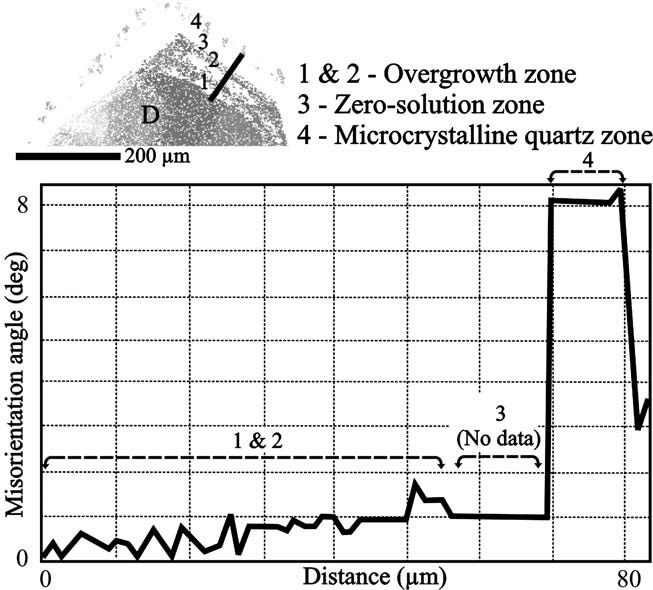 4
3
2
1
D
200 µm
1 & 2 - Overgrowth zone
3 - Zero-solution zone
4 - Microcrystalline quartz zone
4
8
Misorientation angle (deg)
3
(No data)
1 & 2
0
0
Distance (µm)
80